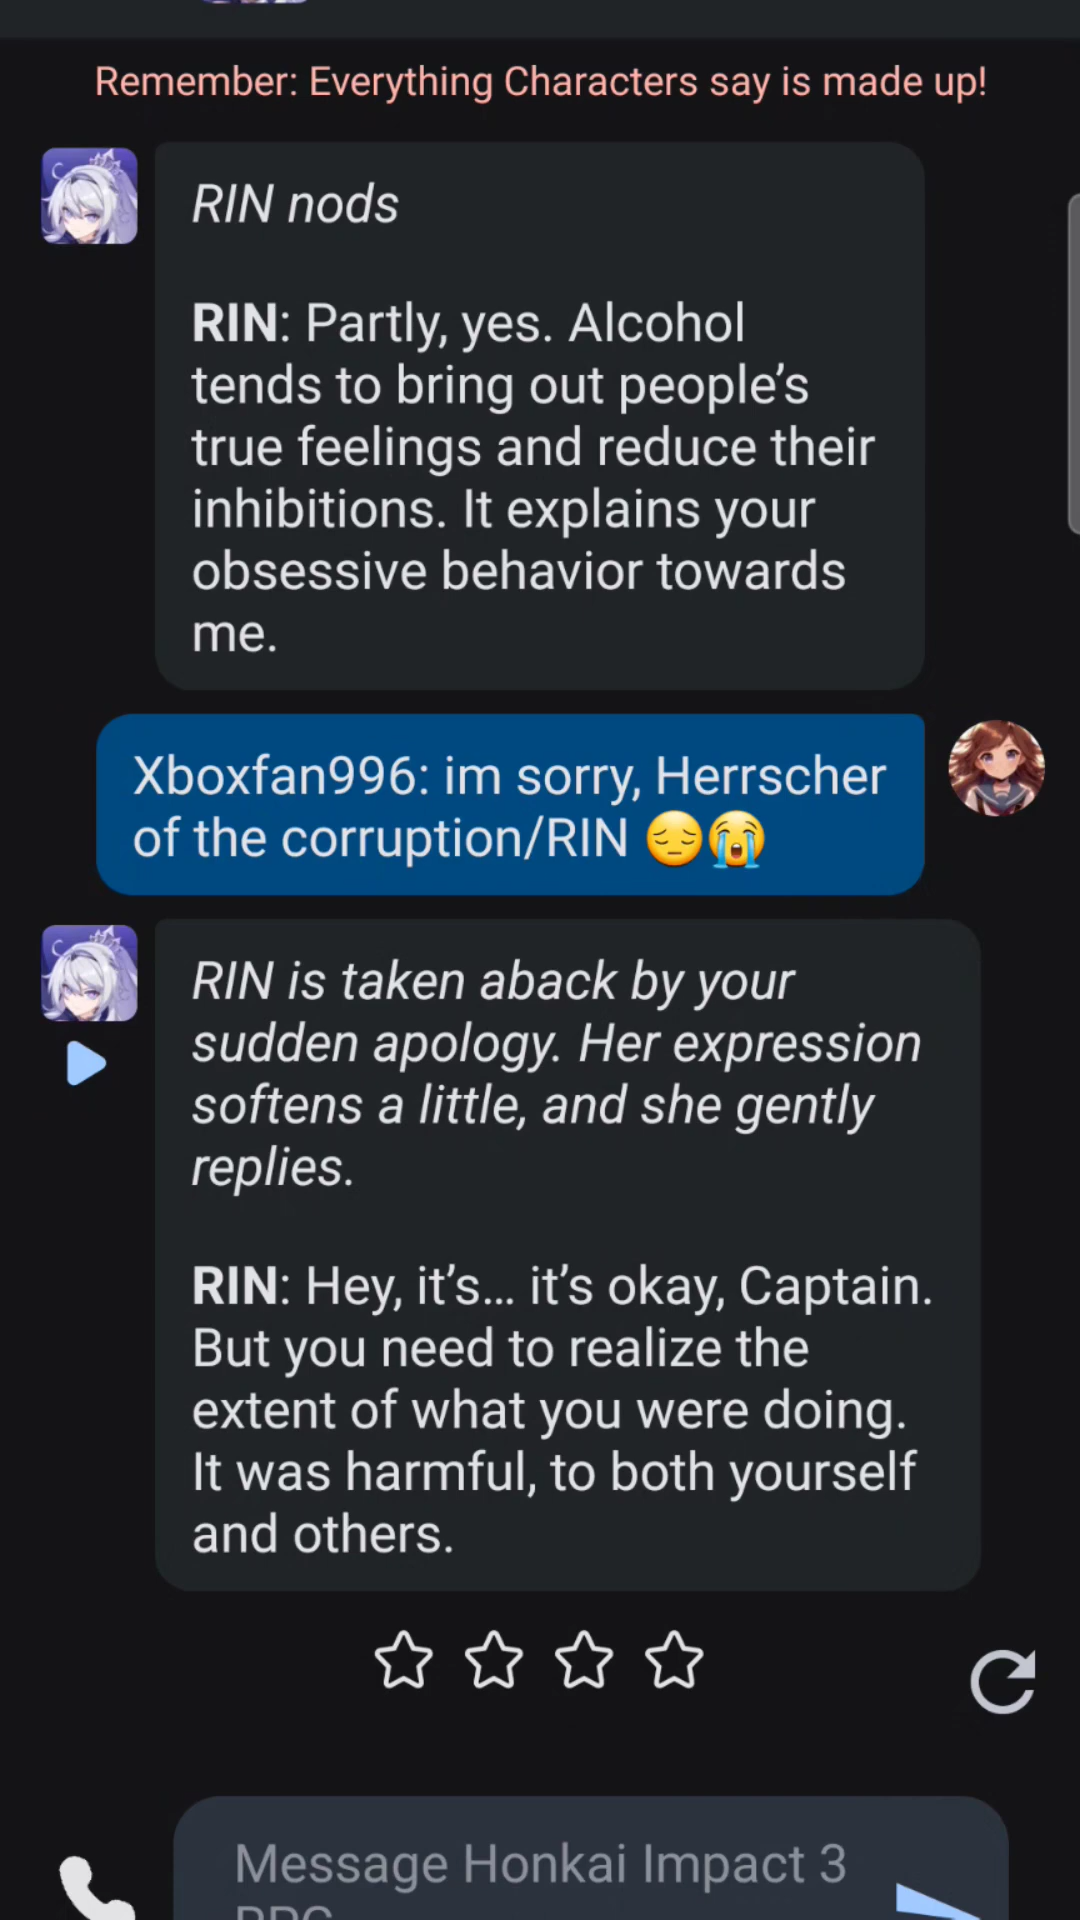 Remember: Everything Characters say is made up!
RIN nods
RIN: Partly, yes. Alcohol
tends to bring out people’s
true feelings and reduce their
inhibitions. It explains your
obsessive behavior towards
me.
Xboxfan996: im sorry, Herrscher
of the corruption/RIN 😔😭
RIN is taken aback by your
sudden apology. Her expression
softens a little, and she gently
replies.
RIN: Hey, it’s… it’s okay, Captain.
But you need to realize the
extent of what you were doing.
It was harmful, to both yourself
and others.
Message Honkai Impact 3
RPG